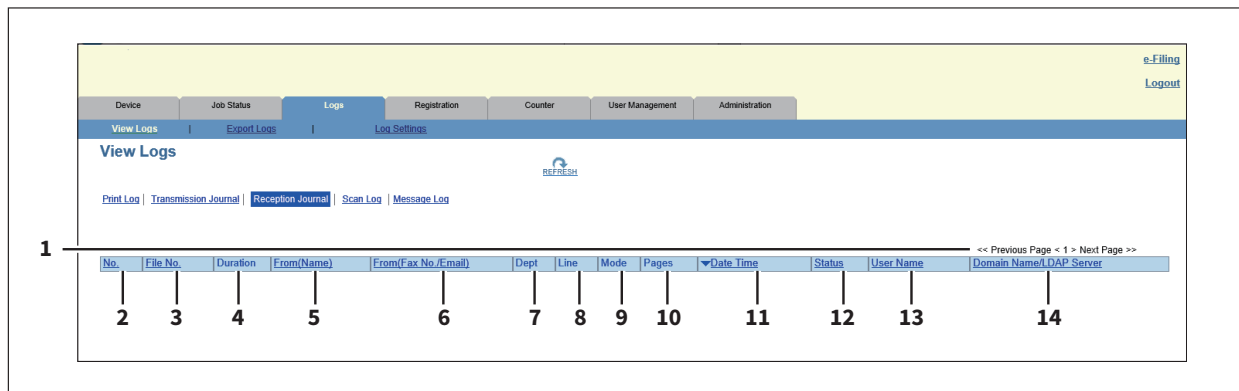 e-Filing
Logout
Device Job Status Logs Registration Counter User Management Administration
View Logs | Export Logs | Log Settings
View Logs
REFRESH
Print Log | Transmission Journal | Reception Journal | Scan Log | Message Log
1
<< Previous Page < 1 > Next Page >>
No. File No. Duration From(Name) From(Fax No./Email) Dept Line Mode Pages Date Time Status User Name Domain Name/LDAP Server
2 3 4 5 6 7 8 9 10 11 12 13 14